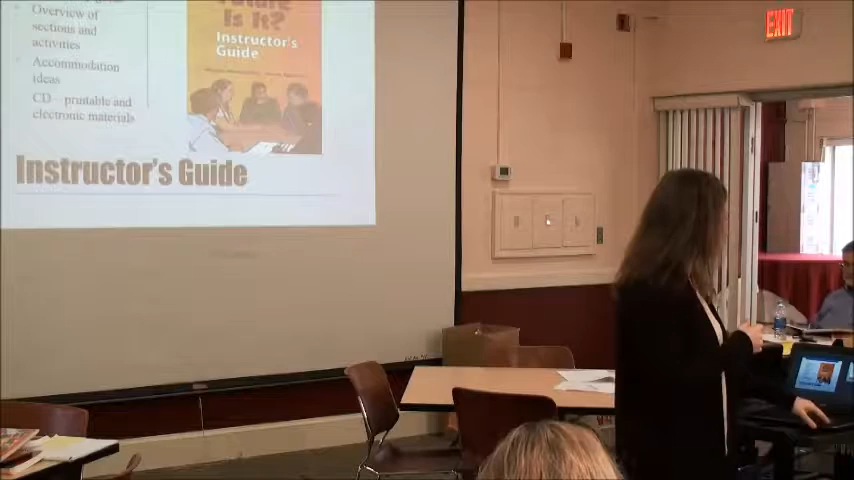 Overview of
sections and
activities
Accommodation
ideas
CD – printable and
electronic materials
Is It?
Instructor's
Guide
Instructor's Guide
EXIT